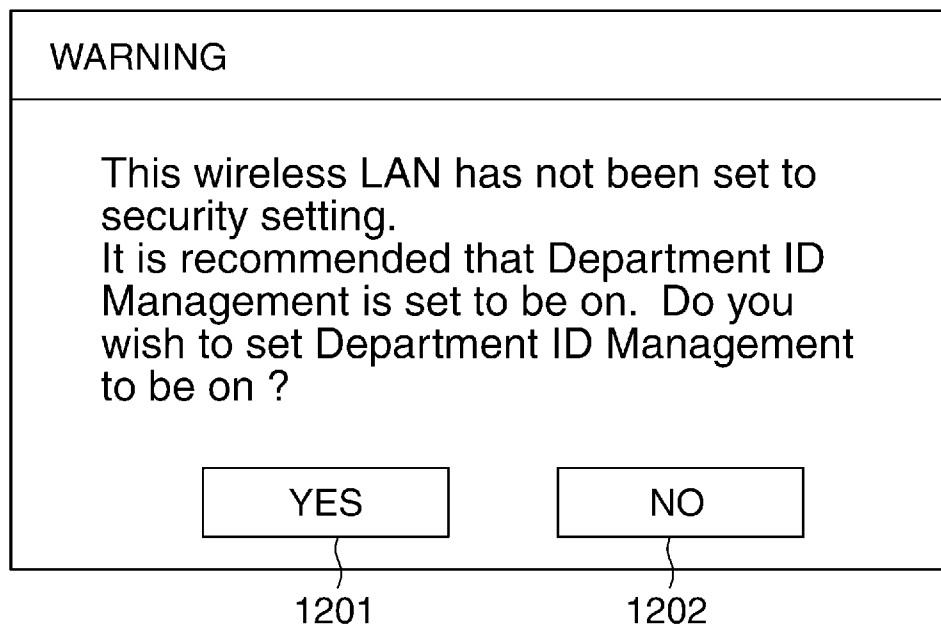 WARNING
This wireless LAN has not been set to
security setting.
It is recommended that Department ID
Management is set to be on.  Do you
wish to set Department ID Management
to be on ?
YES NO
1201 1202